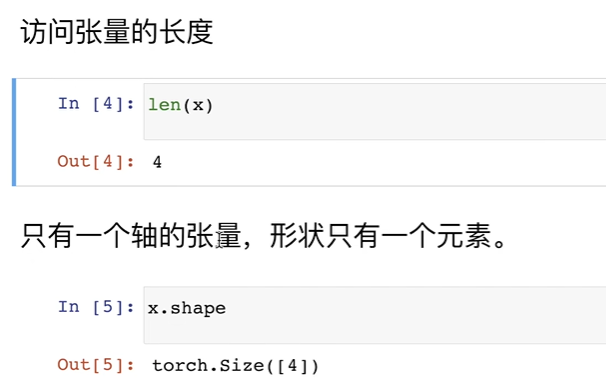 访问张量的长度
In [4]: len(x)
Out[4]: 4
只有一个轴的张量，形状只有一个元素。
In [5]: x.shape
Out[5]: torch.Size([4])